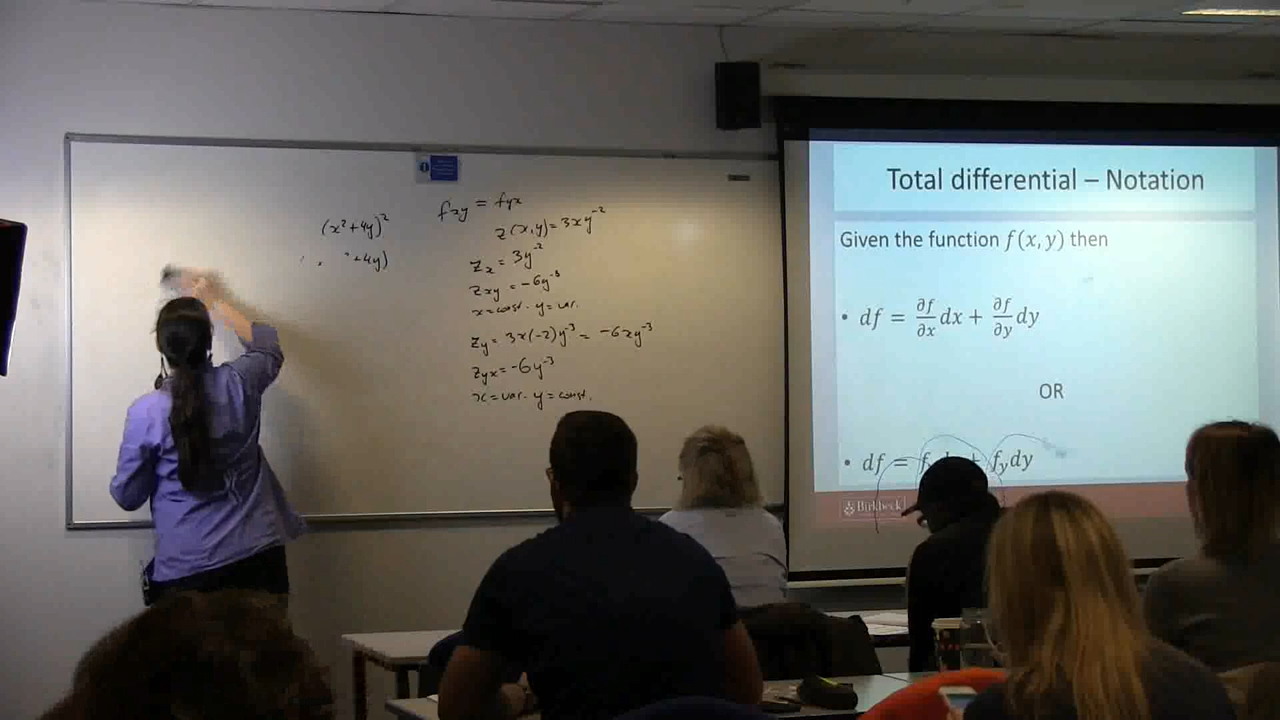 (x²+4y)²
+4y)
fxy = fyx
z(x,y)=3xy⁻²
zx = 3y⁻²
zxy = -6y⁻³
x=const. y=var.
zy = 3x(-2)y⁻³ = -6xy⁻³
zyx = -6y⁻³
x=var. y=const.
Total differential – Notation
Given the function f(x, y) then
• df = ∂f/∂x dx + ∂f/∂y dy
OR
• df = f + fydy
Birkbeck